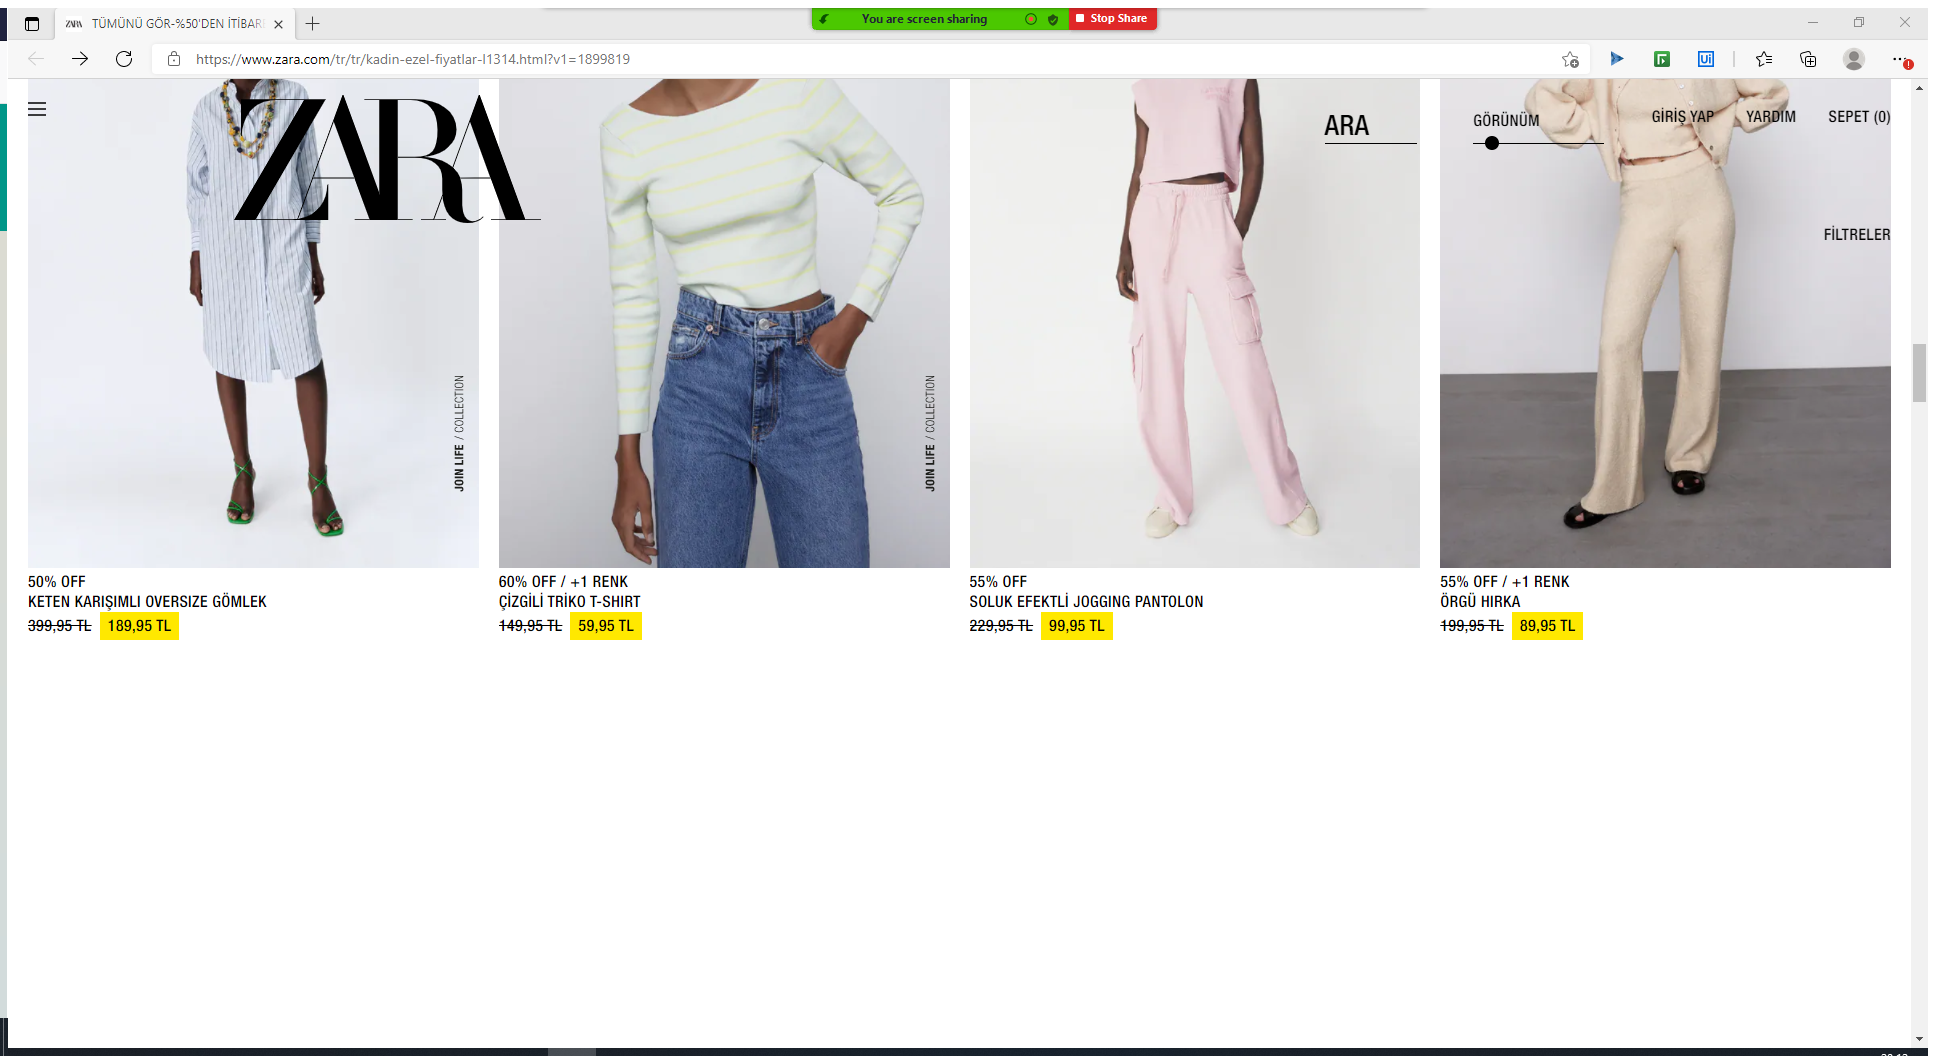 ZARA TÜMÜNÜ GÖR-%50'DEN İTİBAR
You are screen sharing
Stop Share
https://www.zara.com/tr/tr/kadin-ezel-fiyatlar-l1314.html?v1=1899819
Ui
ZARA
ARA
GÖRÜNÜM
GİRİŞ YAP
YARDIM
SEPET (0)
FİLTRELER
JOIN LIFE / COLLECTION
JOIN LIFE / COLLECTION
50% OFF
KETEN KARIŞIMLI OVERSIZE GÖMLEK
399,95 TL 189,95 TL
60% OFF / +1 RENK
ÇİZGİLİ TRİKO T-SHIRT
149,95 TL 59,95 TL
55% OFF
SOLUK EFEKTLİ JOGGING PANTOLON
229,95 TL 99,95 TL
55% OFF / +1 RENK
ÖRGÜ HIRKA
199,95 TL 89,95 TL